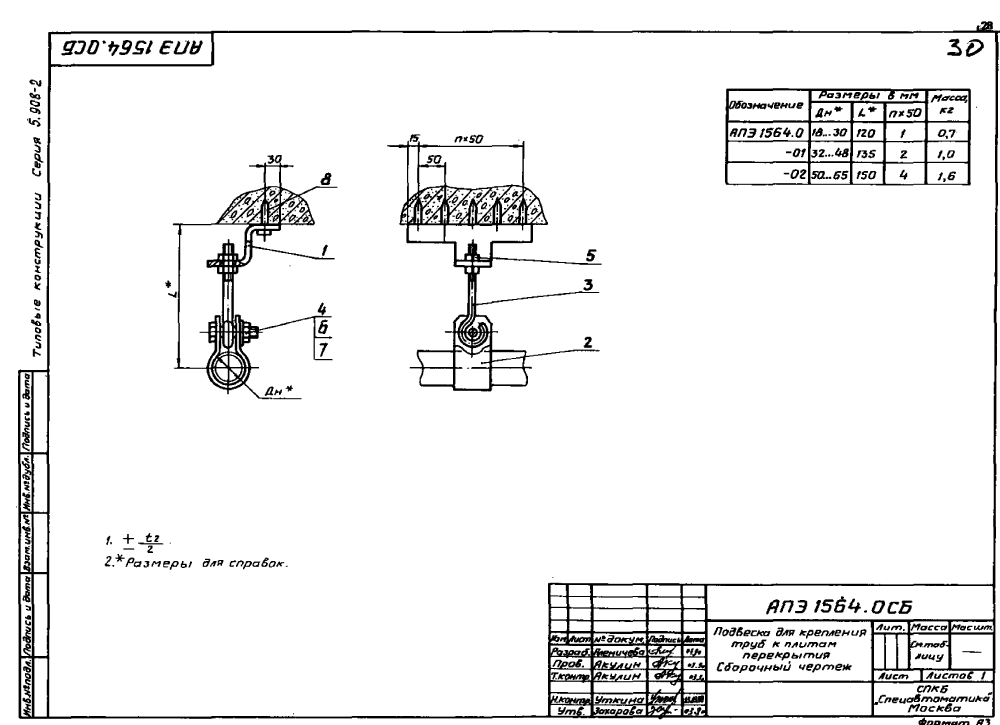 28
30
АПЭ 1564.0СБ
Типовые конструкции Серия 5.908-2
Обозначение Размеры в мм Масса, кг
Дн* L* n×50
АПЭ 1564.0 18...30 120 1 0,7
-01 32...48 135 2 1,0
-02 50...65 150 4 1,6
30
8
1
L*
4
6
7
Дн*
15 n×50
50
5
3
2
1. ± t2/2
2.*Размеры для справок.
Подпись и дата
Инв.№дубл.
Взам.инв.№
Подпись и дата
Инв.№подл.
АПЭ 1564.0СБ
Подвеска для крепления
труб к плитам
перекрытия
Сборочный чертеж
Лит. Масса Масшт.
См.таб-
лицу —
Лист Листов 1
СПКБ
"Спецавтоматика"
Москва
Изм. Лист № докум. Подпись Дата
Разраб.
Пров. Акулин
Т.контр. Акулин
Н.контр. Уткина
Утв. Захарова
Формат А3